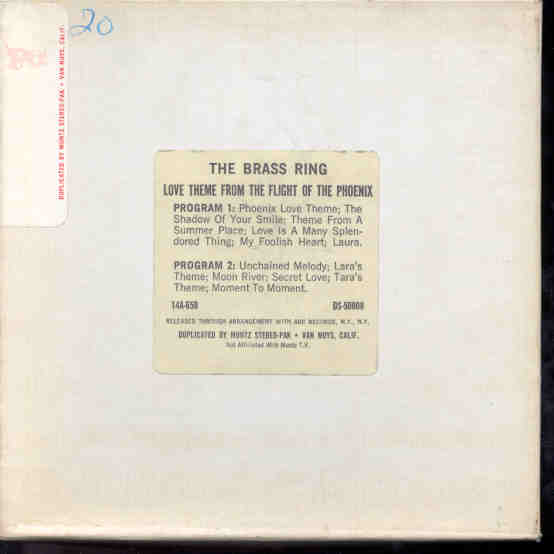 20
DUPLICATED BY MUNTZ STEREO-PAK • VAN NUYS, CALIF.
THE BRASS RING
LOVE THEME FROM THE FLIGHT OF THE PHOENIX
PROGRAM 1: Phoenix Love Theme; The
Shadow Of Your Smile; Theme From A
Summer Place; Love Is A Many Splen-
dored Thing; My Foolish Heart; Laura.
PROGRAM 2: Unchained Melody; Lara's
Theme; Moon River; Secret Love; Tara's
Theme; Moment To Moment.
14A-650 DS-50008
RELEASED THROUGH ARRANGEMENT WITH ABC RECORDS, N.Y., N.Y.
DUPLICATED BY MUNTZ STEREO-PAK • VAN NUYS, CALIF.
Not Affiliated With Muntz T.V.